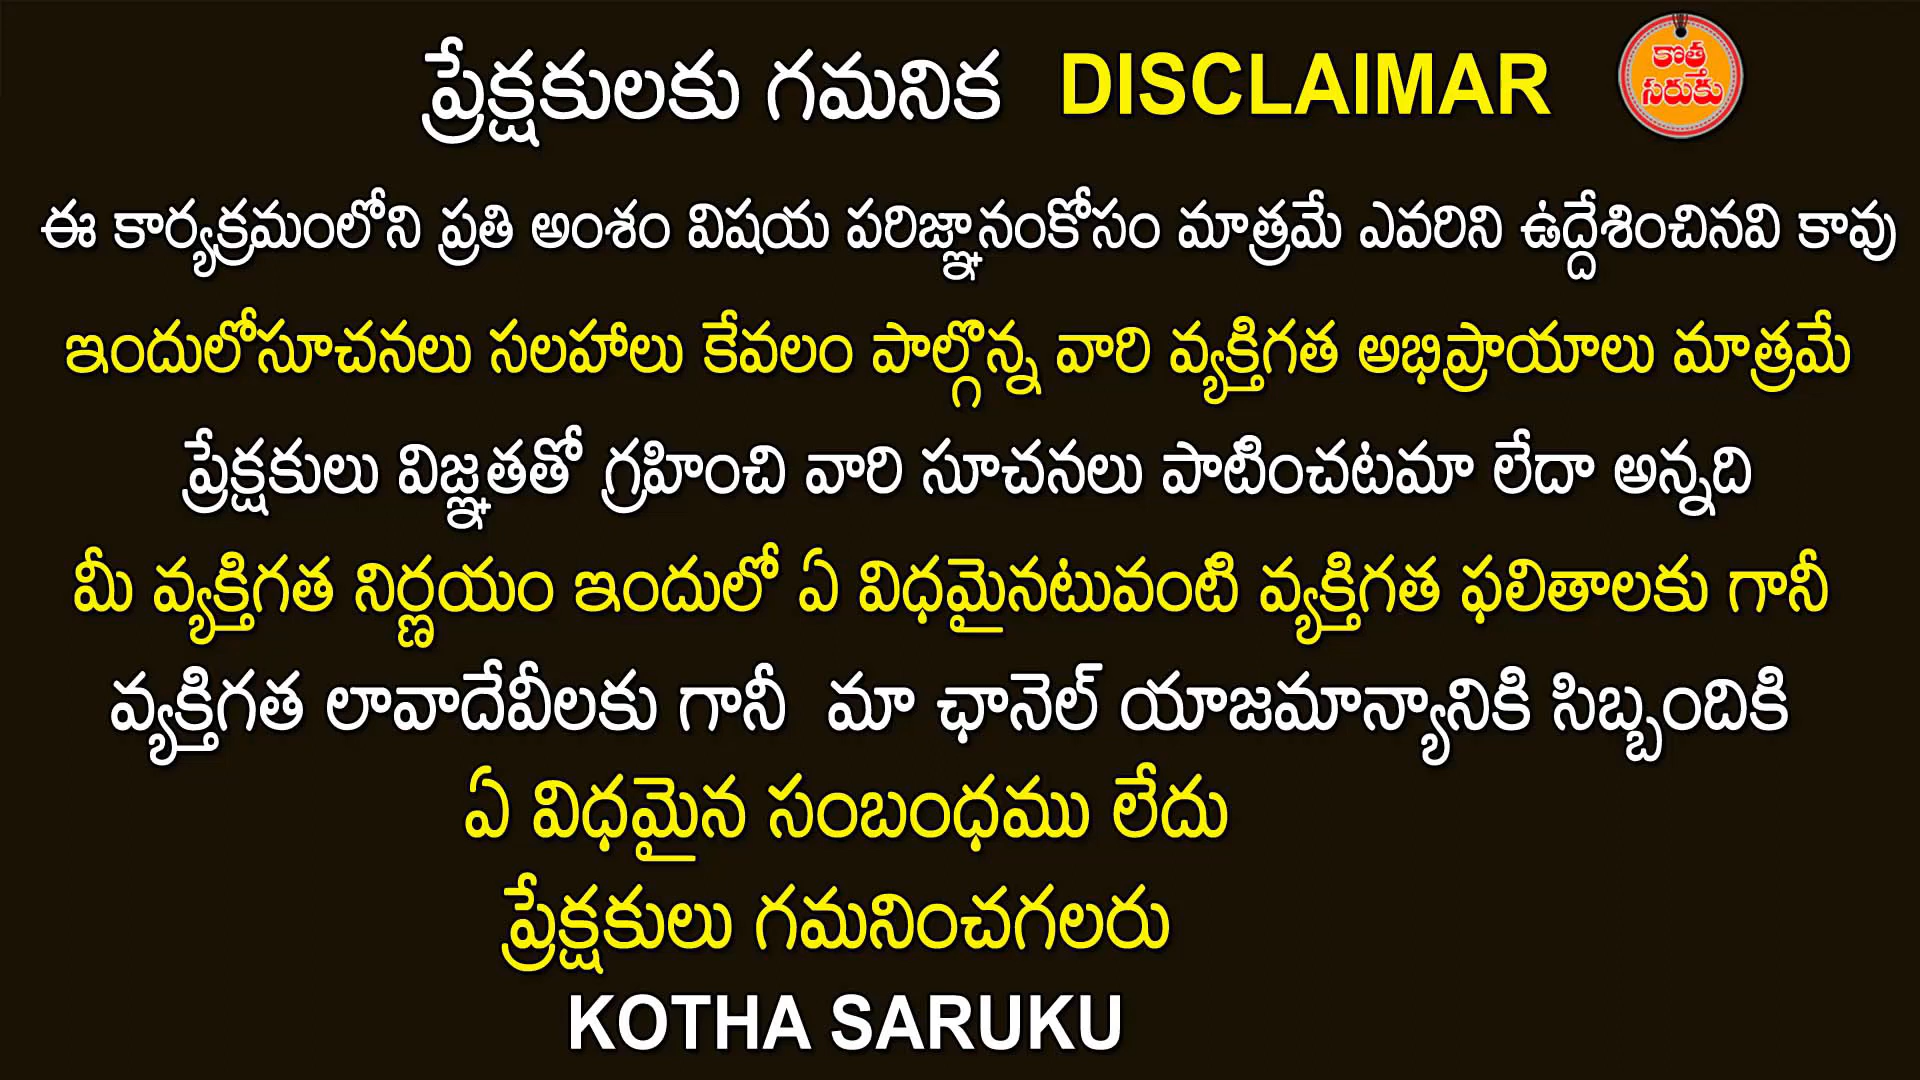 ప్రేక్షకులకు గమనిక DISCLAIMAR
కొత్త
సరుకు
ఈ కార్యక్రమంలోని ప్రతి అంశం విషయ పరిజ్ఞానంకోసం మాత్రమే ఎవరిని ఉద్దేశించినవి కావు
ఇందులోసూచనలు సలహాలు కేవలం పాల్గొన్న వారి వ్యక్తిగత అభిప్రాయాలు మాత్రమే
ప్రేక్షకులు విజ్ఞతతో గ్రహించి వారి సూచనలు పాటించటమా లేదా అన్నది
మీ వ్యక్తిగత నిర్ణయం ఇందులో ఏ విధమైనటువంటి వ్యక్తిగత ఫలితాలకు గానీ
వ్యక్తిగత లావాదేవీలకు గానీ మా ఛానెల్ యాజమాన్యానికి సిబ్బందికి
ఏ విధమైన సంబంధము లేదు
ప్రేక్షకులు గమనించగలరు
KOTHA SARUKU